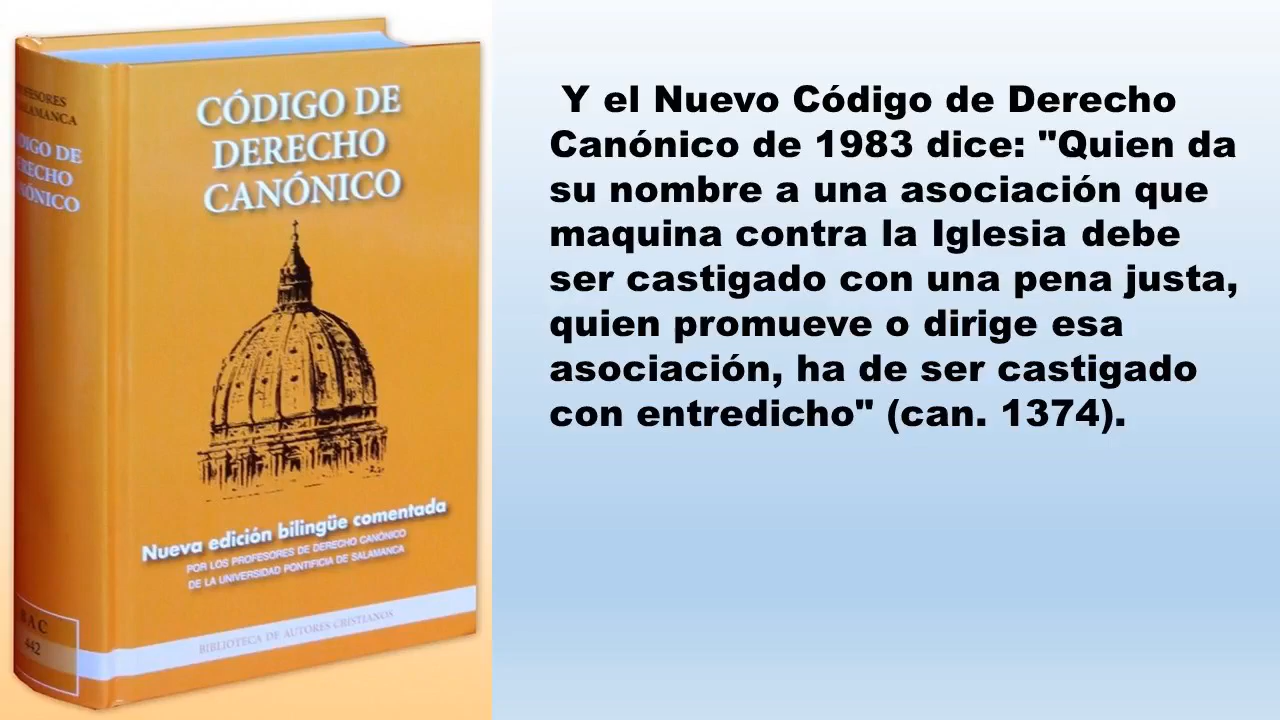 CÓDIGO DE
DERECHO
CANÓNICO
Nueva edición bilingüe comentada
POR LOS PROFESORES DE DERECHO CANÓNICO
DE LA UNIVERSIDAD PONTIFICIA DE SALAMANCA
BIBLIOTECA DE AUTORES CRISTIANOS
BAC
442
Y el Nuevo Código de Derecho
Canónico de 1983 dice: "Quien da
su nombre a una asociación que
maquina contra la Iglesia debe
ser castigado con una pena justa,
quien promueve o dirige esa
asociación, ha de ser castigado
con entredicho" (can. 1374).